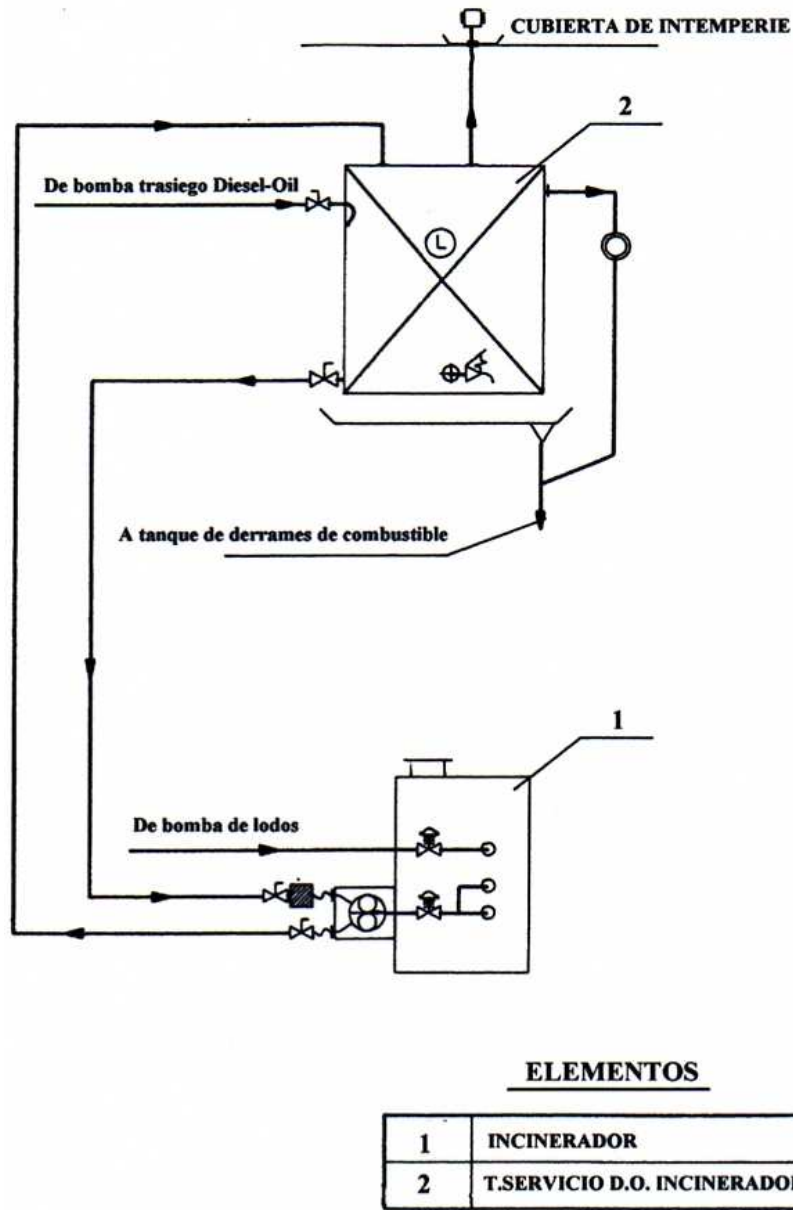 CUBIERTA DE INTEMPERIE
2
De bomba trasiego Diesel-Oil
L
A tanque de derrames de combustible
1
De bomba de lodos
ELEMENTOS
1 INCINERADOR
2 T.SERVICIO D.O. INCINERADOR